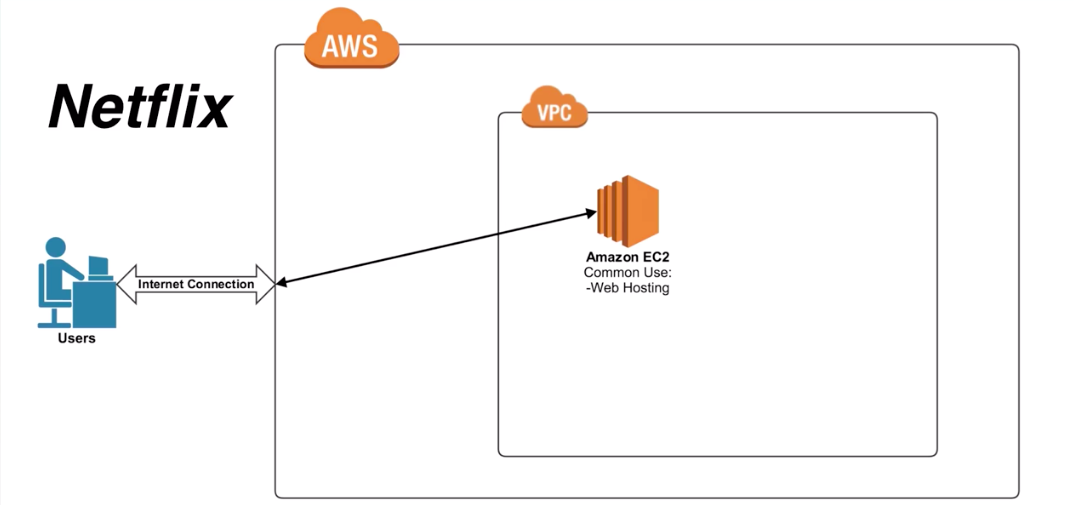 AWS
Netflix
VPC
Amazon EC2
Common Use:
-Web Hosting
Internet Connection
Users